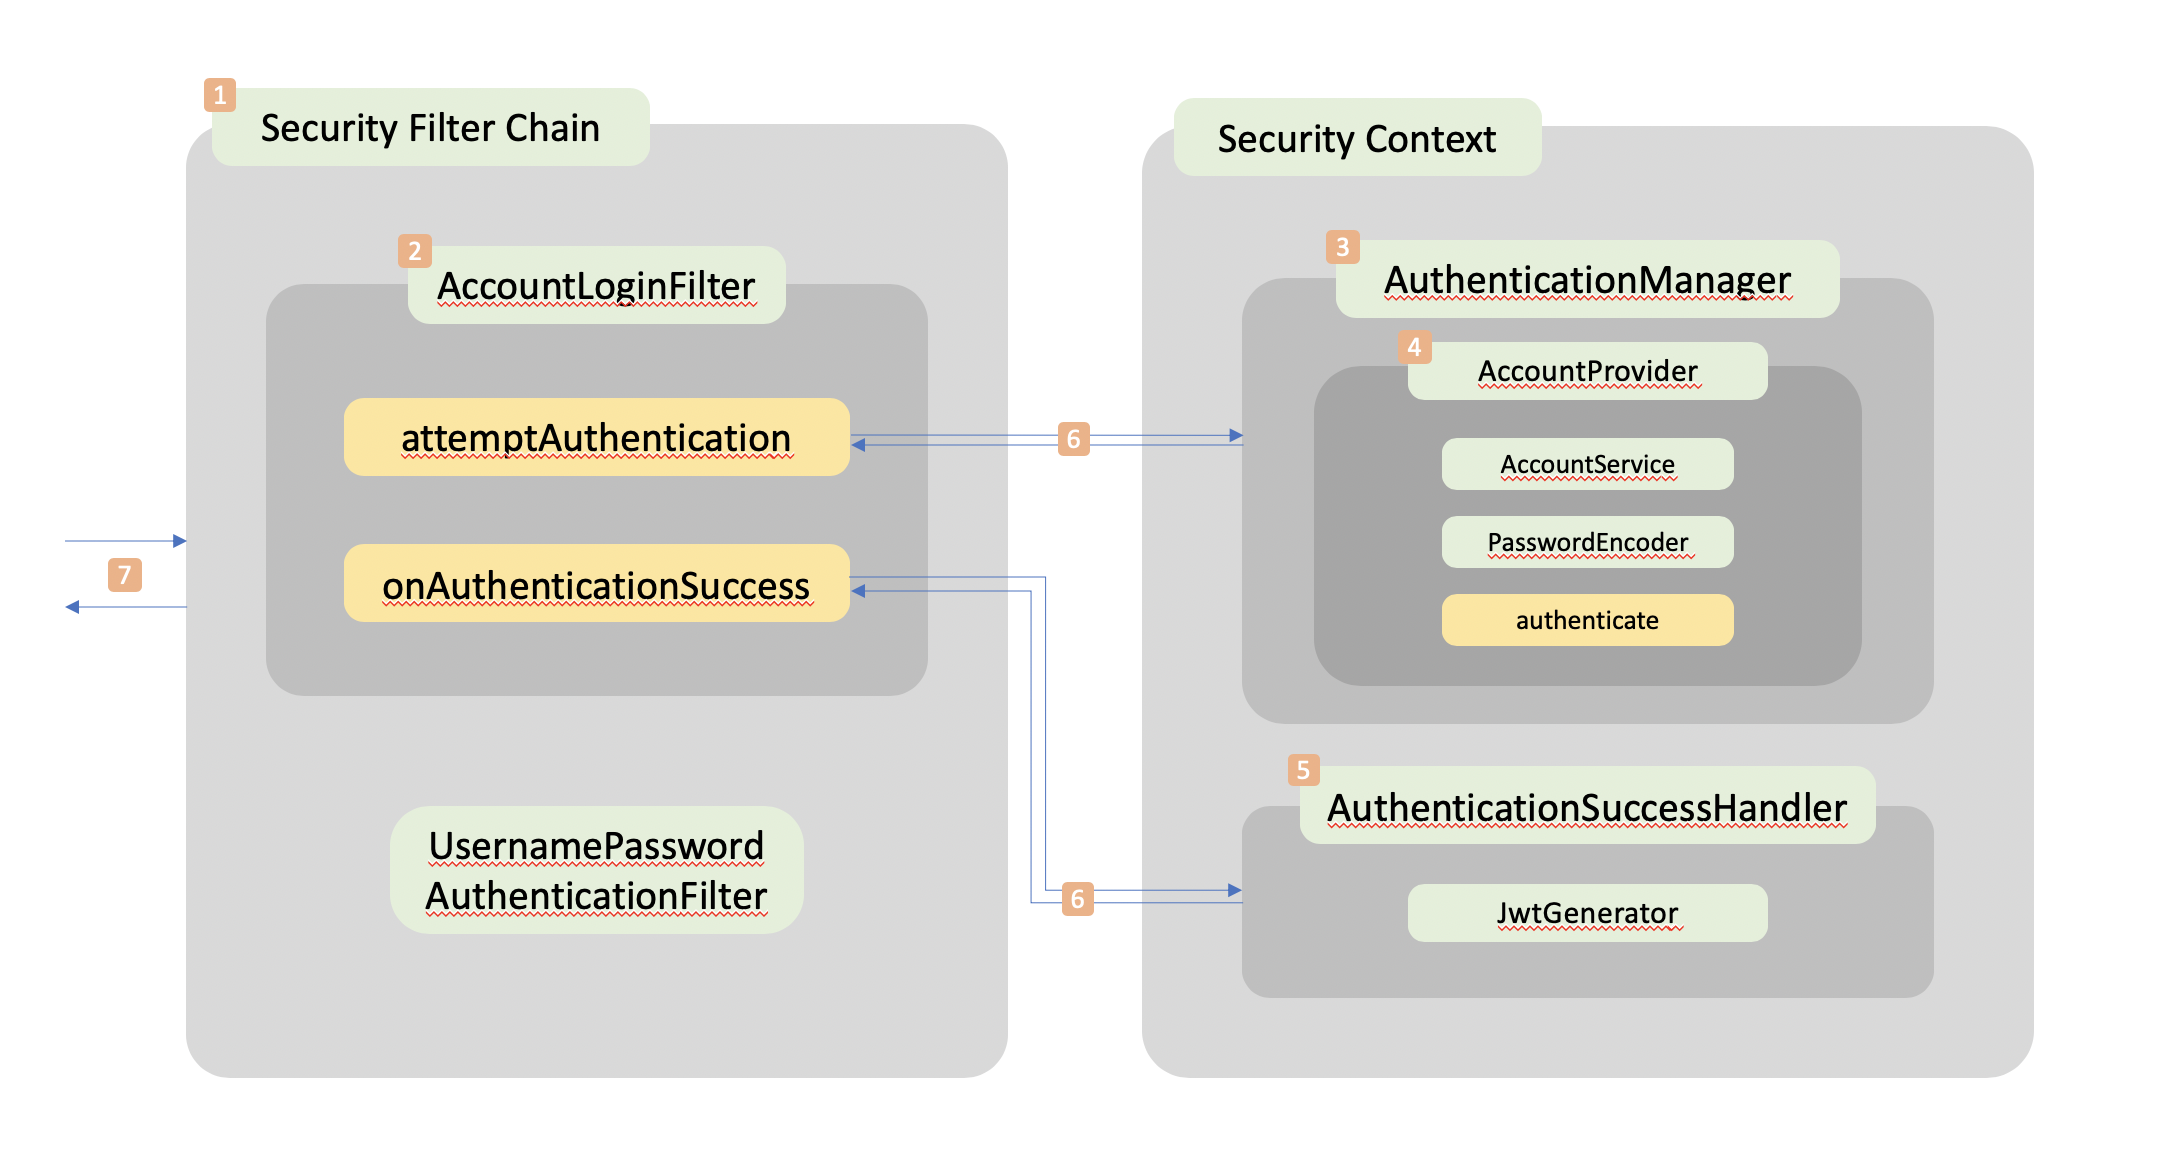 1
Security Filter Chain
2
AccountLoginFilter
attemptAuthentication
onAuthenticationSuccess
UsernamePassword
AuthenticationFilter
7
6
6
Security Context
3
AuthenticationManager
4
AccountProvider
AccountService
PasswordEncoder
authenticate
5
AuthenticationSuccessHandler
JwtGenerator